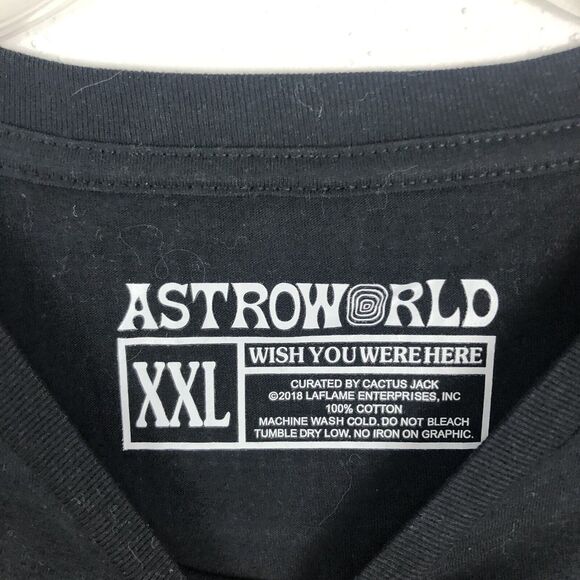 ASTROWORLD
XXL
WISH YOU WERE HERE
CURATED BY CACTUS JACK
©2018 LAFLAME ENTERPRISES, INC
100% COTTON
MACHINE WASH COLD. DO NOT BLEACH
TUMBLE DRY LOW. NO IRON ON GRAPHIC.